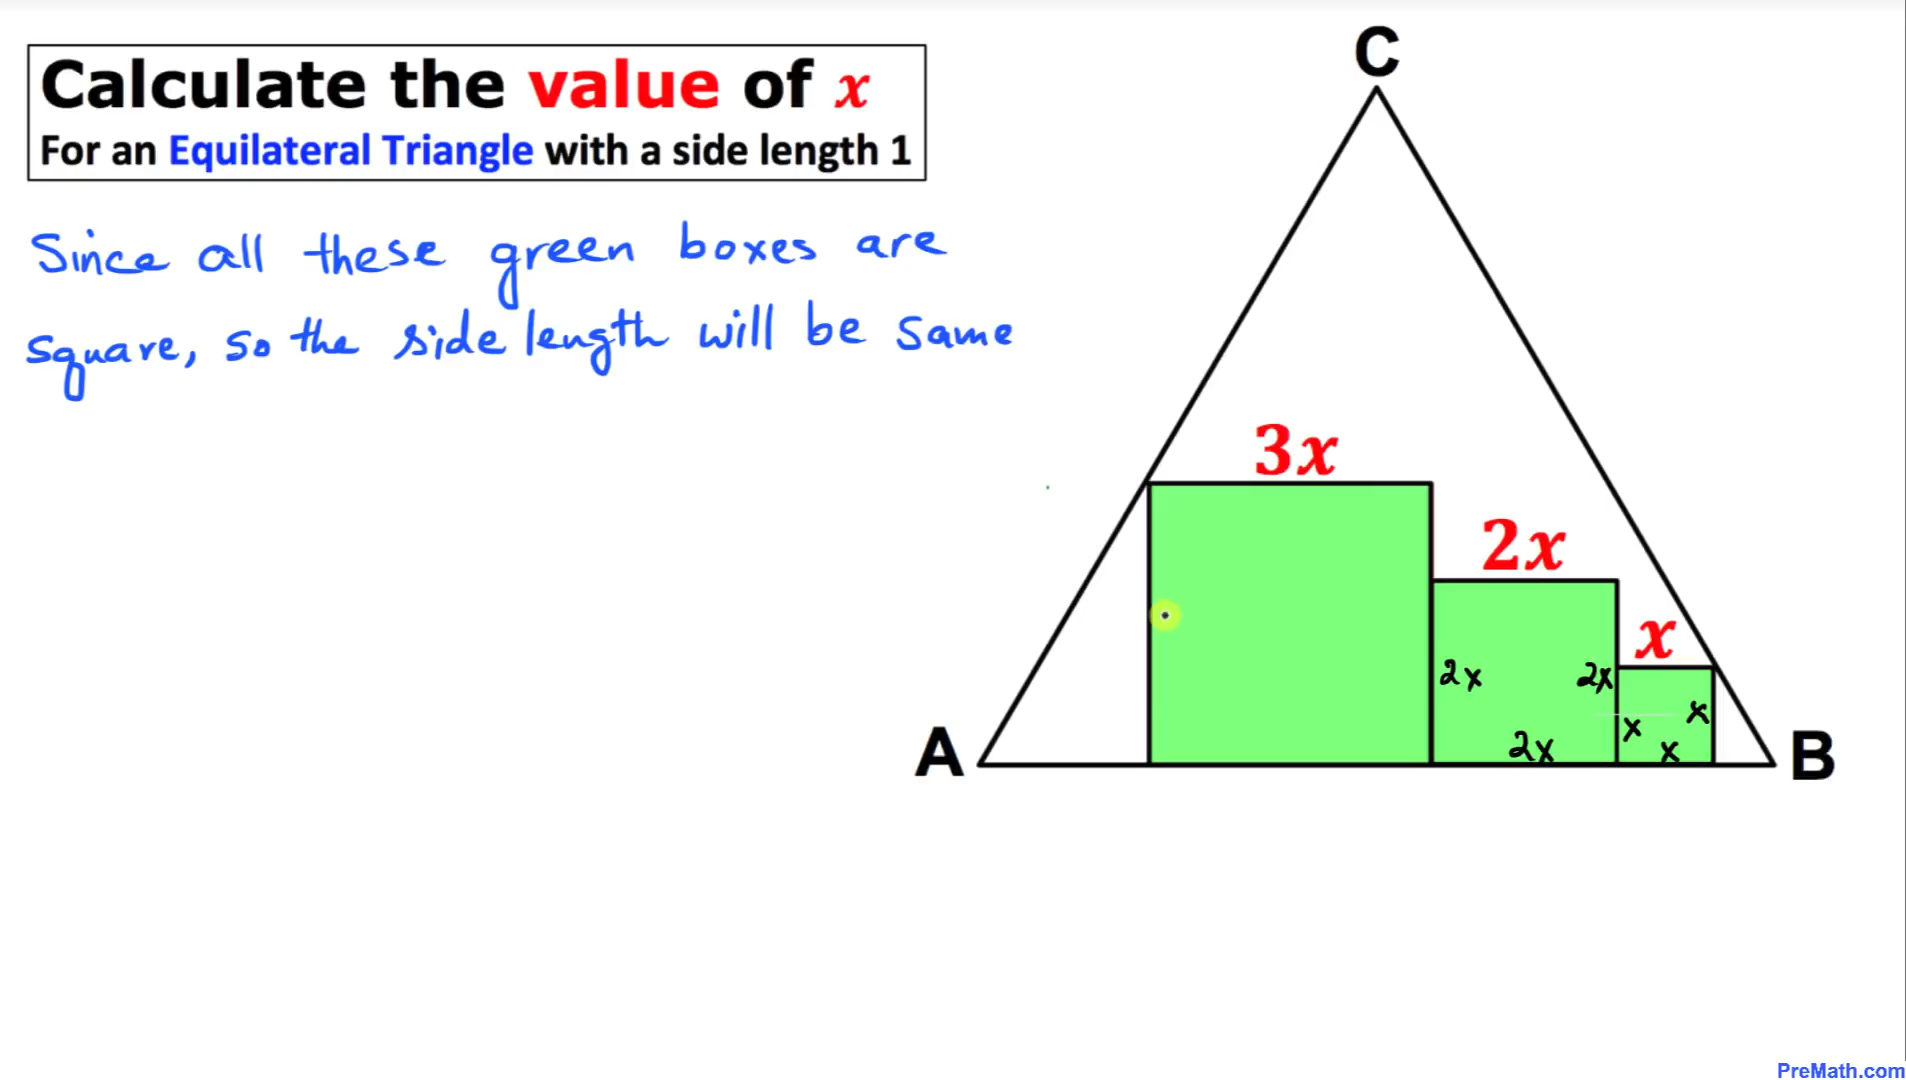 Calculate the value of x
For an Equilateral Triangle with a side length 1
Since all these green boxes are
square, so the side length will be same
C
3x
2x
x
2x
2x
x
x
2x
x
A
B
PreMath.com